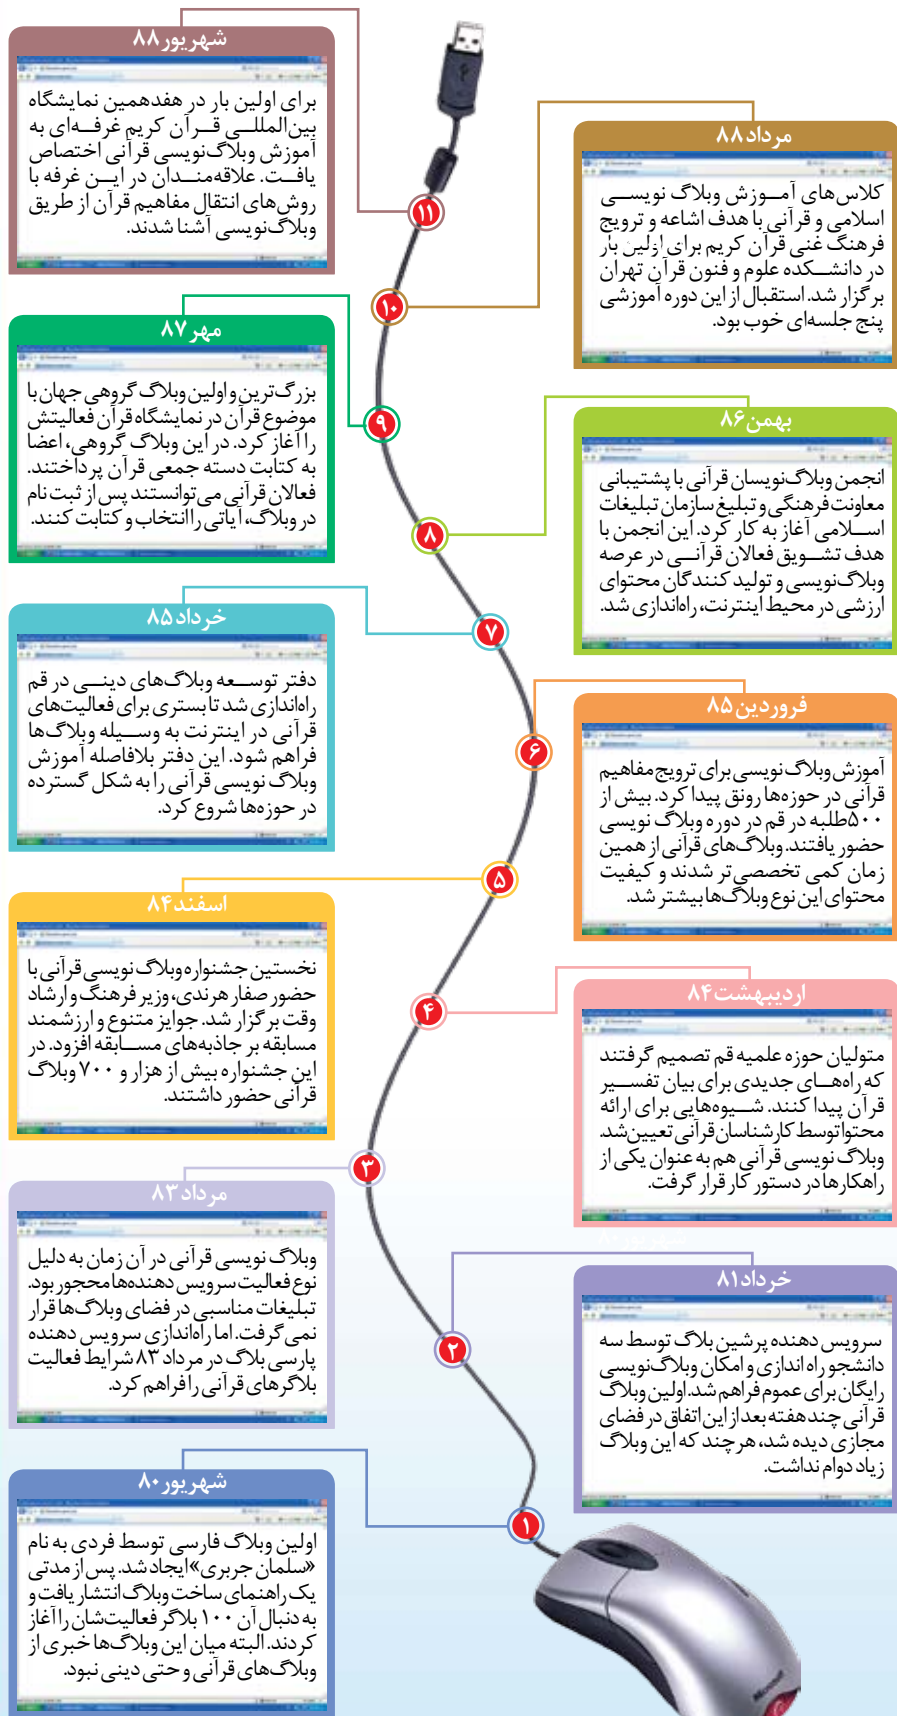 شهریور ۸۸
برای اولین بار در هفدهمین نمایشگاه
بین‌المللی قرآن کریم غرفه‌ای به
آموزش وبلاگ‌نویسی قرآنی اختصاص
یافت. علاقه‌مندان در این غرفه با
روش‌های انتقال مفاهیم قرآن از طریق
وبلاگ‌نویسی آشنا شدند.
۱۱
مرداد ۸۸
کلاس‌های آموزش وبلاگ نویسی
اسلامی و قرآنی با هدف اشاعه و ترویج
فرهنگ غنی قرآن کریم برای اولین بار
در دانشکده علوم و فنون قرآن تهران
برگزار شد. استقبال از این دوره آموزشی
پنج جلسه‌ای خوب بود.
۱۰
مهر ۸۷
بزرگ‌ترین و اولین وبلاگ گروهی جهان با
موضوع قرآن در نمایشگاه قرآن فعالیتش
را آغاز کرد. در این وبلاگ گروهی، اعضا
به کتابت دسته جمعی قرآن پرداختند.
فعالان قرآنی می‌توانستند پس از ثبت نام
در وبلاگ، آیاتی را انتخاب و کتابت کنند.
۹
بهمن ۸۶
انجمن وبلاگ‌نویسان قرآنی با پشتیبانی
معاونت فرهنگی و تبلیغ سازمان تبلیغات
اسلامی آغاز به کار کرد. این انجمن با
هدف تشویق فعالان قرآنی در عرصه
وبلاگ‌نویسی و تولید کنندگان محتوای
ارزشی در محیط اینترنت، راه‌اندازی شد.
۸
خرداد ۸۵
دفتر توسعه وبلاگ‌های دینی در قم
راه‌اندازی شد تا بستری برای فعالیت‌های
قرآنی در اینترنت به وسیله وبلاگ‌ها
فراهم شود. این دفتر بلافاصله آموزش
وبلاگ نویسی قرآنی را به شکل گسترده
در حوزه‌ها شروع کرد.
۷
فروردین ۸۵
آموزش وبلاگ نویسی برای ترویج مفاهیم
قرآنی در حوزه‌ها رونق پیدا کرد. بیش از
۵۰۰ طلبه در قم در دوره وبلاگ نویسی
حضور یافتند. وبلاگ‌های قرآنی از همین
زمان کمی تخصصی‌تر شدند و کیفیت
محتوای این نوع وبلاگ‌ها بیشتر شد.
۶
اسفند ۸۴
نخستین جشنواره وبلاگ نویسی قرآنی با
حضور صفار هرندی، وزیر فرهنگ و ارشاد
وقت برگزار شد. جوایز متنوع و ارزشمند
مسابقه بر جاذبه‌های مسابقه افزود. در
این جشنواره بیش از هزار و ۷۰۰ وبلاگ
قرآنی حضور داشتند.
۵
اردیبهشت ۸۴
متولیان حوزه علمیه قم تصمیم گرفتند
که راه‌های جدیدی برای بیان تفسیر
قرآن پیدا کنند. شیوه‌هایی برای ارائه
محتوا توسط کارشناسان قرآنی تعیین شد.
وبلاگ نویسی قرآنی هم به عنوان یکی از
راهکارها در دستور کار قرار گرفت.
۴
مرداد ۸۳
وبلاگ نویسی قرآنی در آن زمان به دلیل
نوع فعالیت سرویس دهنده‌ها محجور بود.
تبلیغات مناسبی در فضای وبلاگ‌ها قرار
نمی‌گرفت. اما راه‌اندازی سرویس دهنده
پارسی بلاگ در مرداد ۸۳ شرایط فعالیت
بلاگرهای قرآنی را فراهم کرد.
۳
خرداد ۸۱
سرویس دهنده پرشین بلاگ توسط سه
دانشجو راه اندازی و امکان وبلاگ‌نویسی
رایگان برای عموم فراهم شد. اولین وبلاگ
قرآنی چند هفته بعد از این اتفاق در فضای
مجازی دیده شد، هر چند که این وبلاگ
زیاد دوام نداشت.
۲
شهریور ۸۰
اولین وبلاگ فارسی توسط فردی به نام
«سلمان جریری» ایجاد شد. پس از مدتی
یک راهنمای ساخت وبلاگ انتشار یافت و
به دنبال آن ۱۰۰ بلاگر فعالیت‌شان را آغاز
کردند. البته میان این وبلاگ‌ها خبری از
وبلاگ‌های قرآنی و حتی دینی نبود.
۱
Microsoft